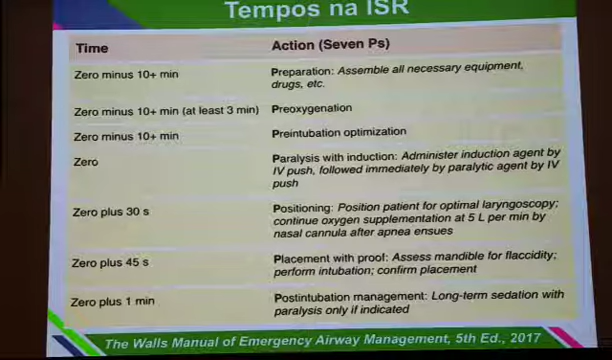 Tempos na ISR
Time Action (Seven Ps)
Zero minus 10+ min Preparation: Assemble all necessary equipment,
drugs, etc.
Zero minus 10+ min (at least 3 min) Preoxygenation
Zero minus 10+ min Preintubation optimization
Zero Paralysis with induction: Administer induction agent by
IV push, followed immediately by paralytic agent by IV
push
Zero plus 30 s Positioning: Position patient for optimal laryngoscopy;
continue oxygen supplementation at 5 L per min by
nasal cannula after apnea ensues
Zero plus 45 s Placement with proof: Assess mandible for flaccidity;
perform intubation; confirm placement
Zero plus 1 min Postintubation management: Long-term sedation with
paralysis only if indicated
The Walls Manual of Emergency Airway Management, 5th Ed., 2017